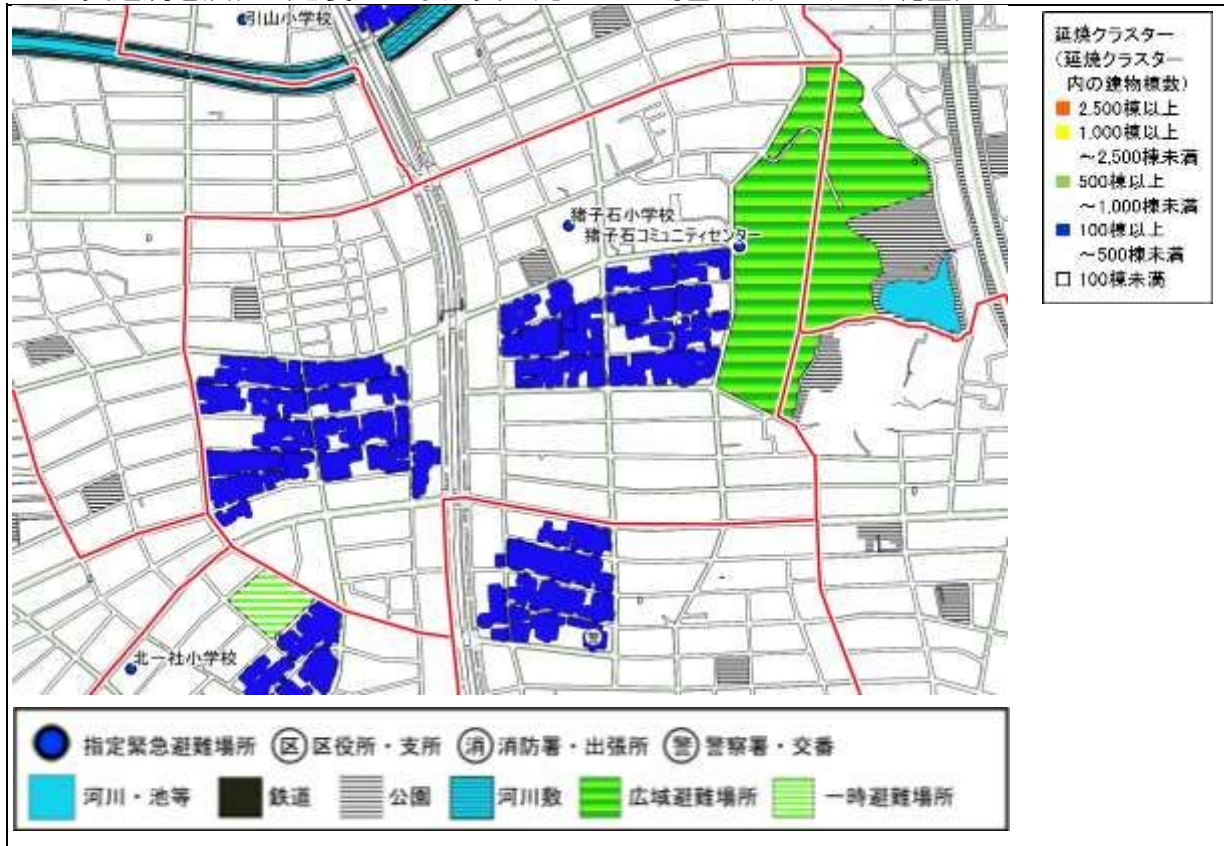 引山小学校
猪子石小学校
猪子石コミュニティセンター
北一社小学校
延焼クラスター
(延焼クラスター
内の建物棟数)
2,500棟以上
1,000棟以上
～2,500棟未満
500棟以上
～1,000棟未満
100棟以上
～500棟未満
100棟未満
指定緊急避難場所 区 区役所・支所 消 消防署・出張所 警 警察署・交番
河川・池等 鉄道 公園 河川敷 広域避難場所 一時避難場所